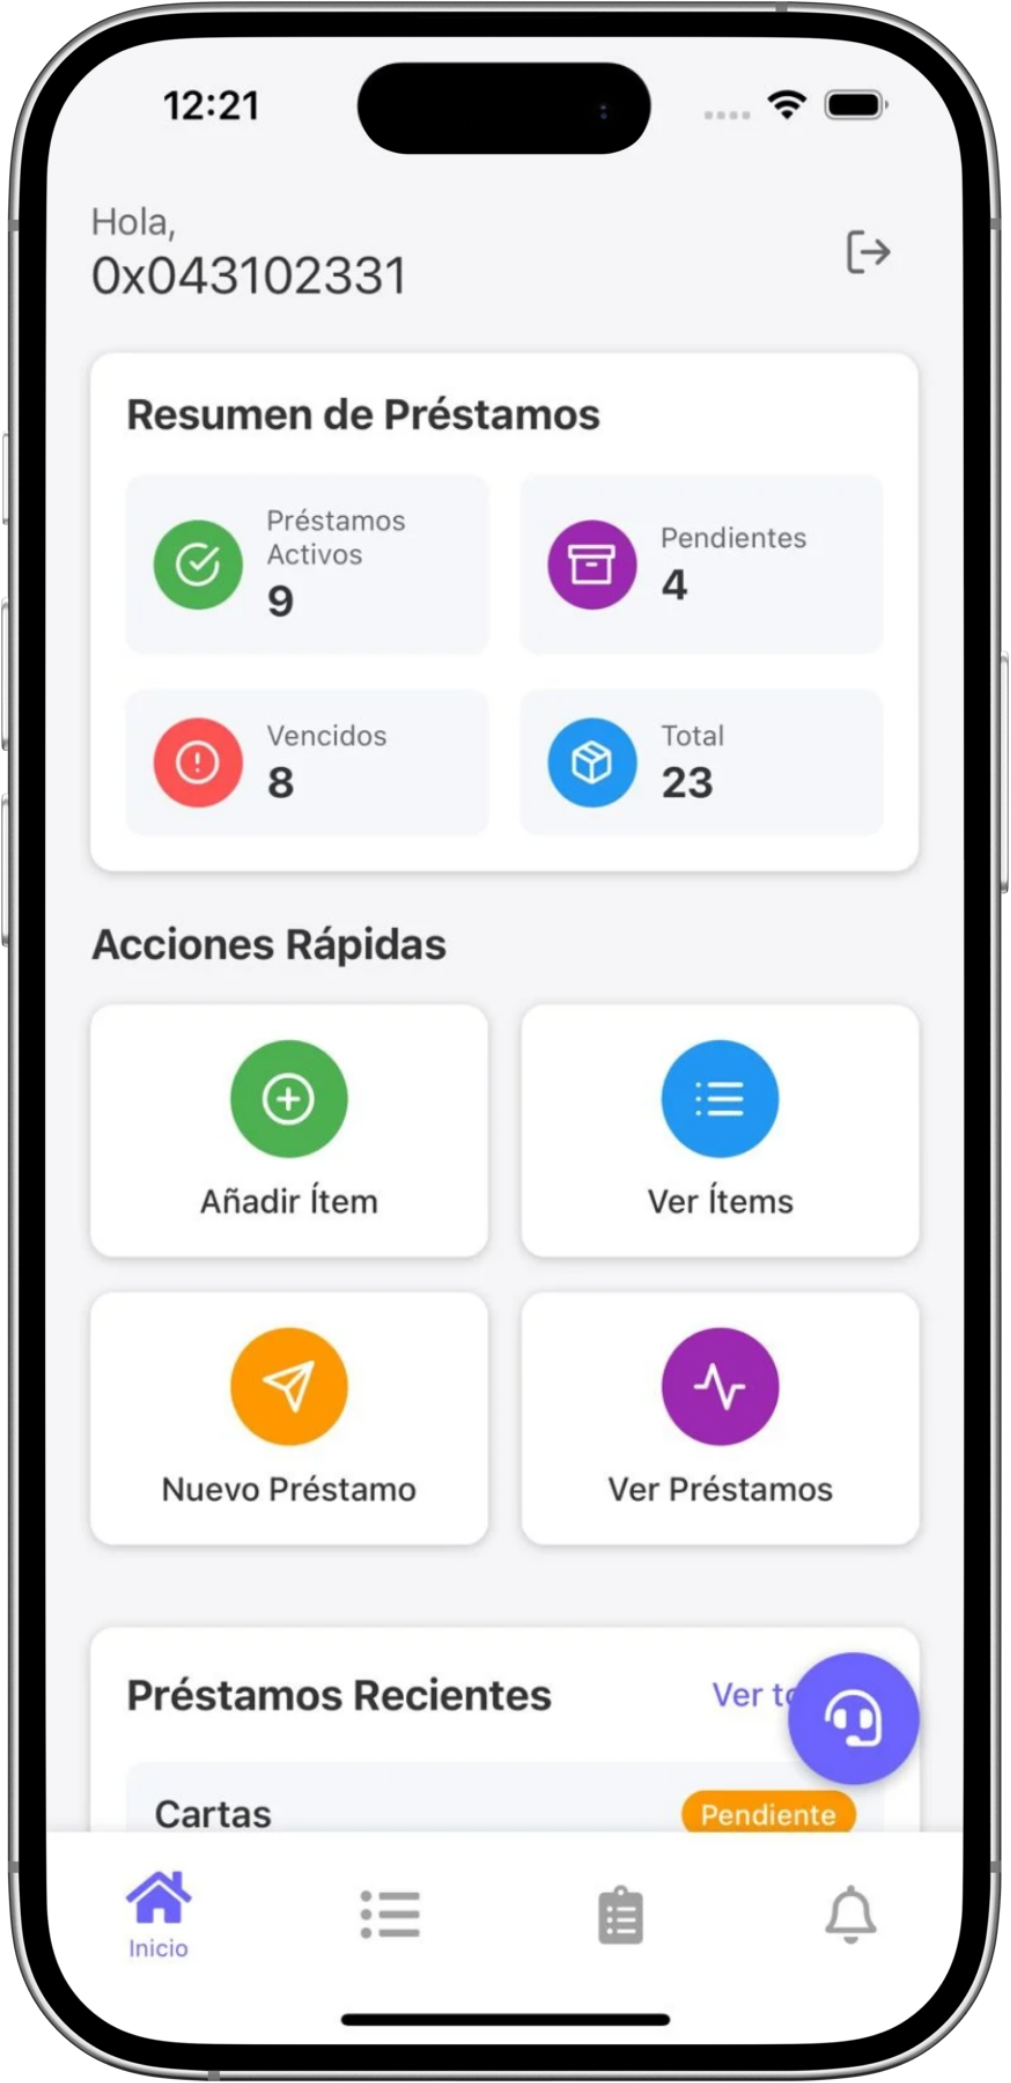 12:21
Hola,
0x043102331
Resumen de Préstamos
Préstamos
Activos
9
Pendientes
4
Vencidos
8
Total
23
Acciones Rápidas
Añadir Ítem
Ver Ítems
Nuevo Préstamo
Ver Préstamos
Préstamos Recientes
Ver
Cartas
Pendiente
Inicio